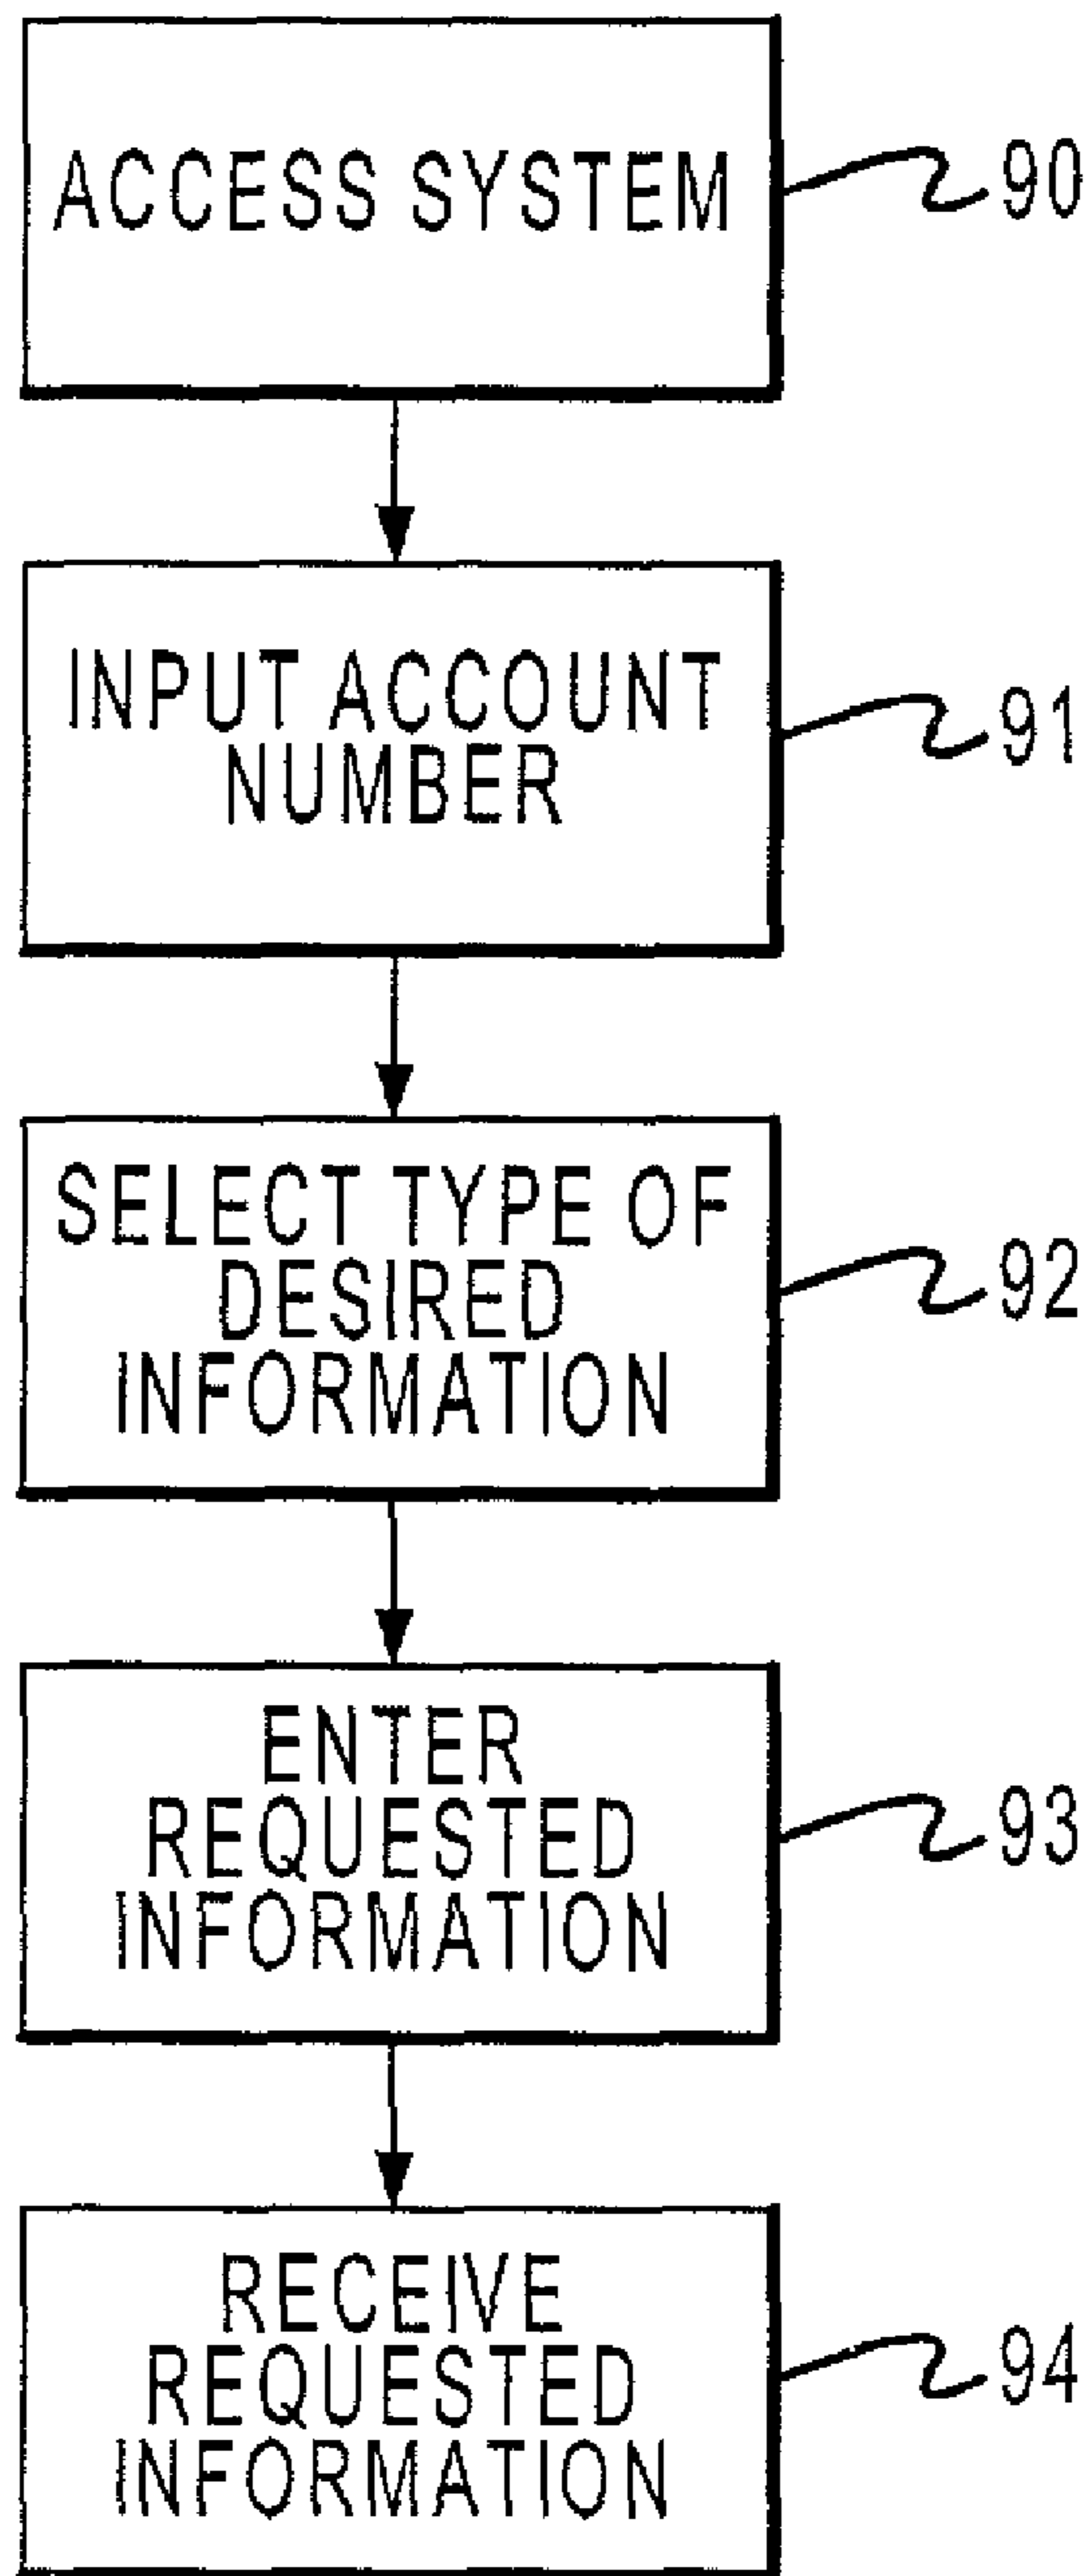 ACCESS SYSTEM
90
INPUT ACCOUNT
NUMBER
91
SELECT TYPE OF
DESIRED
INFORMATION
92
ENTER
REQUESTED
INFORMATION
93
RECEIVE
REQUESTED
INFORMATION
94